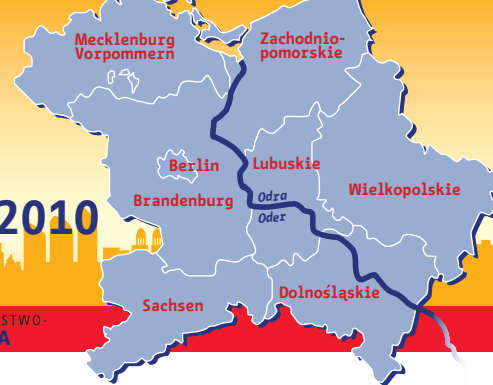 Mecklenburg
Vorpommern
Zachodnio-
pomorskie
Berlin
Lubuskie
Brandenburg
Wielkopolskie
Odra
Oder
2010
Sachsen
Dolnośląskie
STWO-
A